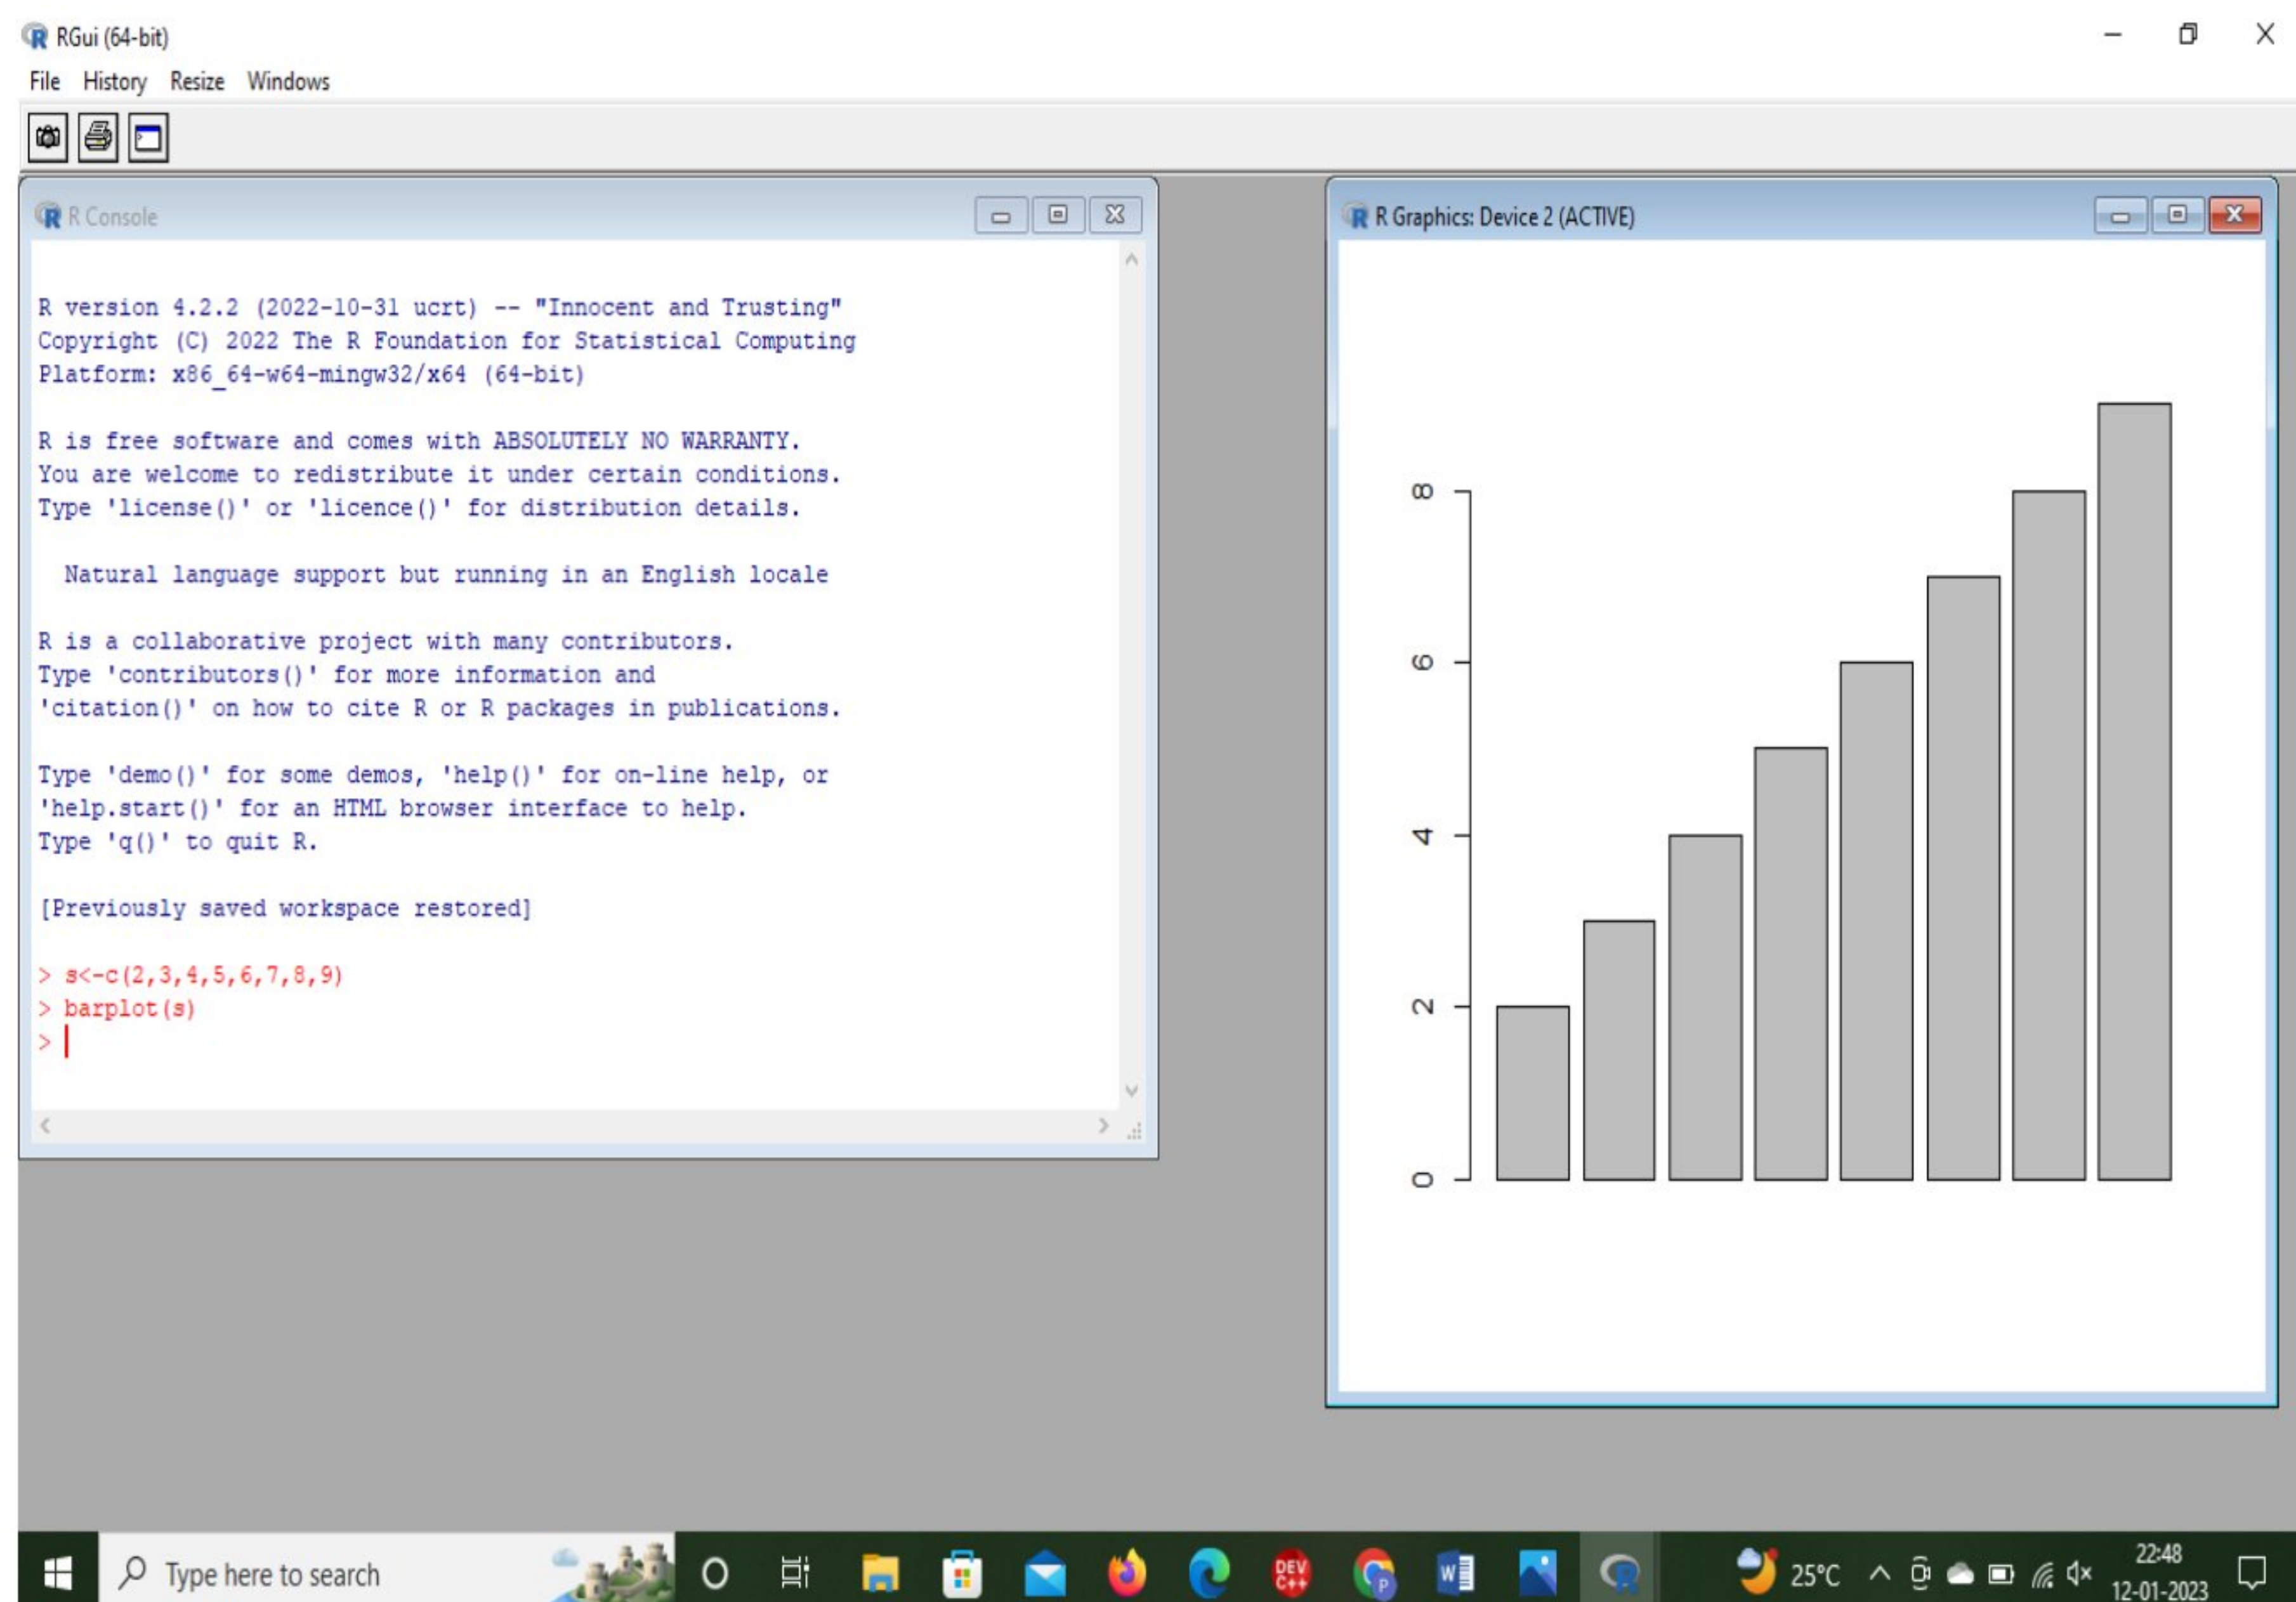 RGui (64-bit)
File History Resize Windows
R Console
R version 4.2.2 (2022-10-31 ucrt) -- "Innocent and Trusting"
Copyright (C) 2022 The R Foundation for Statistical Computing
Platform: x86_64-w64-mingw32/x64 (64-bit)
R is free software and comes with ABSOLUTELY NO WARRANTY.
You are welcome to redistribute it under certain conditions.
Type 'license()' or 'licence()' for distribution details.
Natural language support but running in an English locale
R is a collaborative project with many contributors.
Type 'contributors()' for more information and
'citation()' on how to cite R or R packages in publications.
Type 'demo()' for some demos, 'help()' for on-line help, or
'help.start()' for an HTML browser interface to help.
Type 'q()' to quit R.
[Previously saved workspace restored]
> s<-c(2,3,4,5,6,7,8,9)
> barplot(s)
>
R Graphics: Device 2 (ACTIVE)
8
6
4
2
0
Type here to search
DEV
C++
P
W
25°C
22:48
12-01-2023